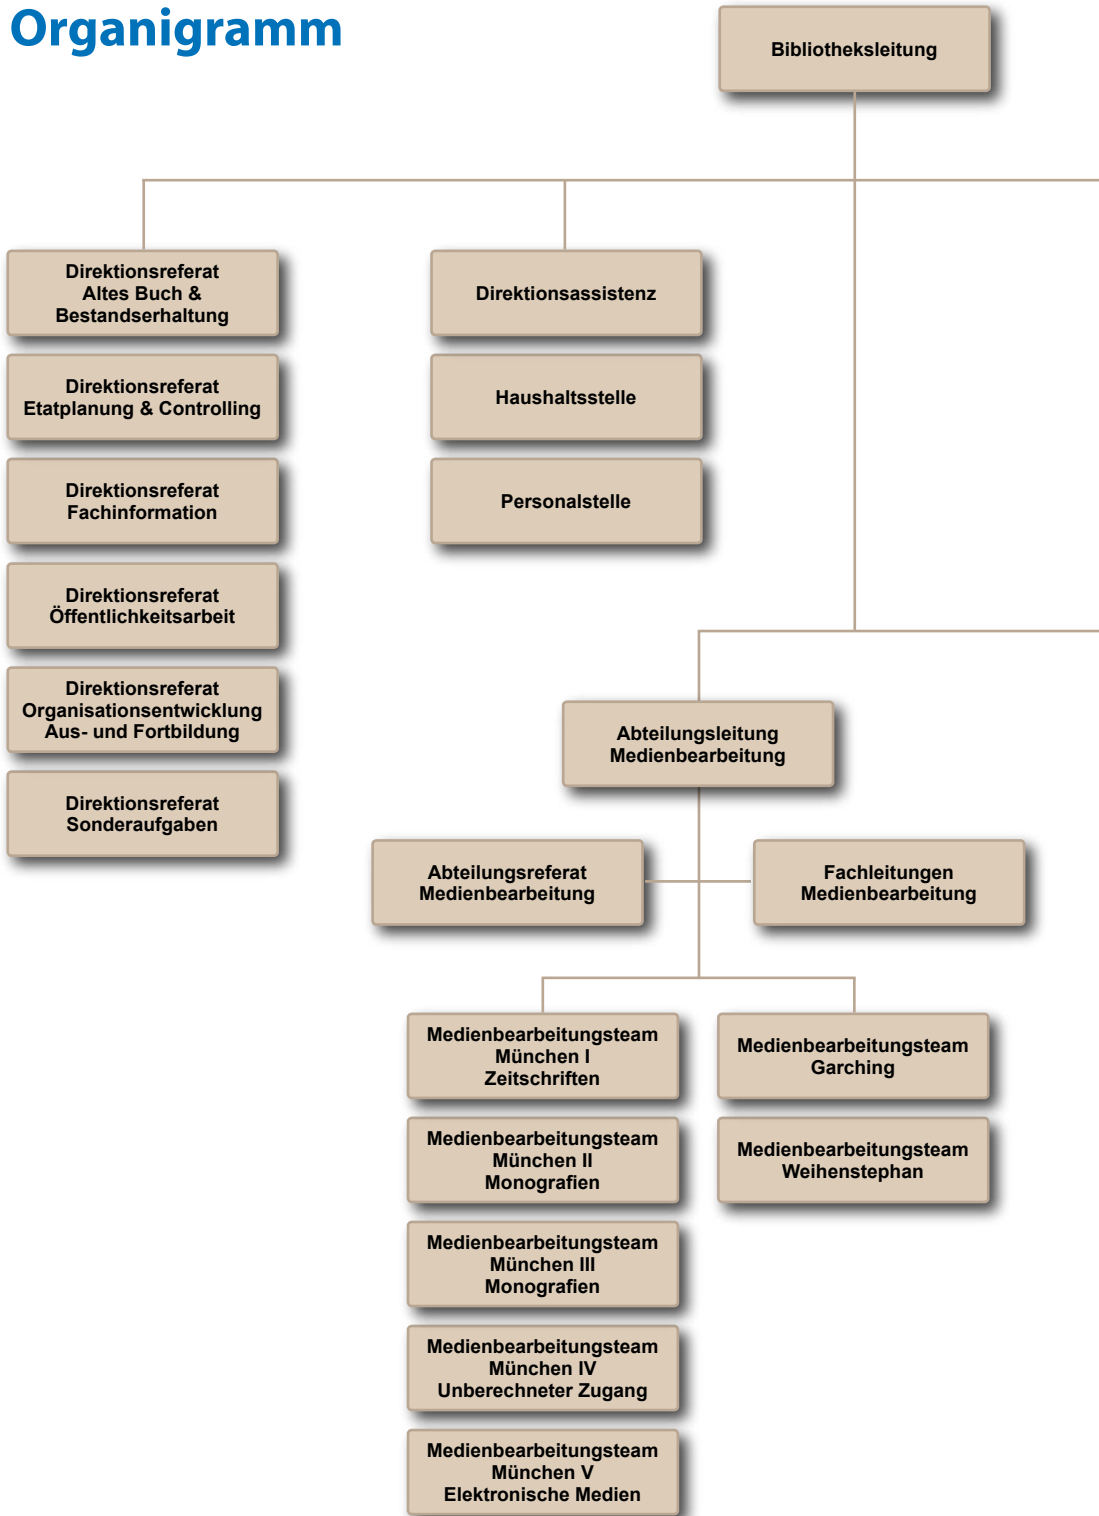 Organigramm
Bibliotheksleitung
Direktionsreferat
Altes Buch &
Bestandserhaltung
Direktionsreferat
Etatplanung & Controlling
Direktionsreferat
Fachinformation
Direktionsreferat
Öffentlichkeitsarbeit
Direktionsreferat
Organisationsentwicklung
Aus- und Fortbildung
Direktionsreferat
Sonderaufgaben
Direktionsassistenz
Haushaltsstelle
Personalstelle
Abteilungsleitung
Medienbearbeitung
Abteilungsreferat
Medienbearbeitung
Fachleitungen
Medienbearbeitung
Medienbearbeitungsteam
München I
Zeitschriften
Medienbearbeitungsteam
München II
Monografien
Medienbearbeitungsteam
München III
Monografien
Medienbearbeitungsteam
München IV
Unberechneter Zugang
Medienbearbeitungsteam
München V
Elektronische Medien
Medienbearbeitungsteam
Garching
Medienbearbeitungsteam
Weihenstephan